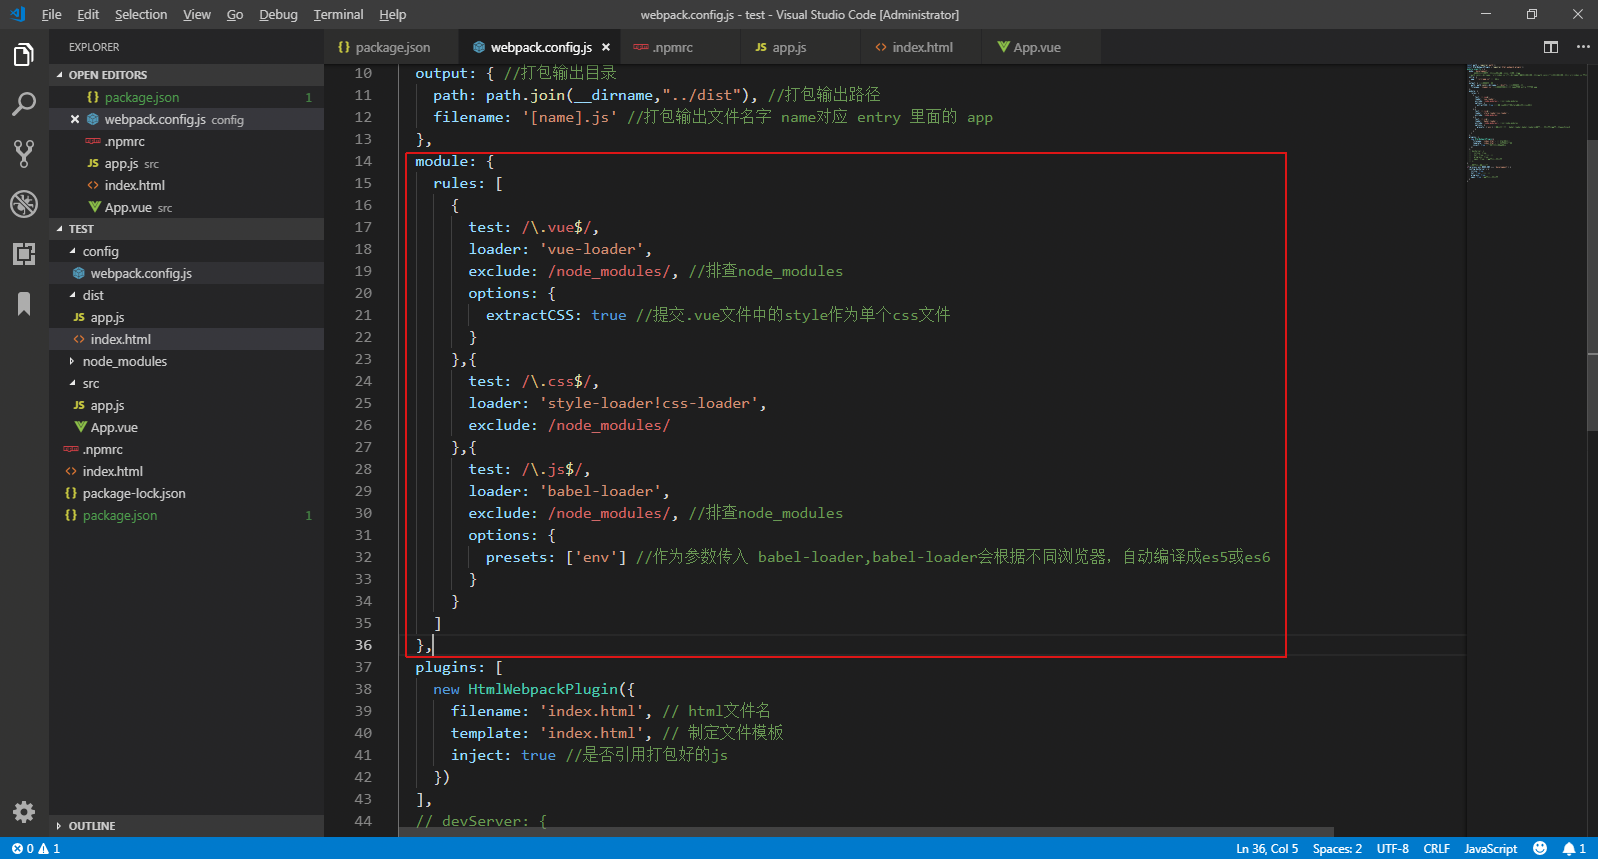 File Edit Selection View Go Debug Terminal Help webpack.config.js - test - Visual Studio Code [Administrator]
EXPLORER
OPEN EDITORS
{} package.json 1
webpack.config.js config
.npmrc
JS app.js src
<> index.html
App.vue src
TEST
config
webpack.config.js
dist
JS app.js
<> index.html
node_modules
src
JS app.js
App.vue
.npmrc
<> index.html
{} package-lock.json
{} package.json 1
OUTLINE
{} package.json webpack.config.js × .npmrc JS app.js <> index.html App.vue
10 output: { //打包输出目录
11 path: path.join(__dirname,"../dist"), //打包输出路径
12 filename: '[name].js' //打包输出文件名字 name对应 entry 里面的 app
13 },
14 module: {
15 rules: [
16 {
17 test: /\.vue$/,
18 loader: 'vue-loader',
19 exclude: /node_modules/, //排查node_modules
20 options: {
21 extractCSS: true //提交.vue文件中的style作为单个css文件
22 }
23 },{
24 test: /\.css$/,
25 loader: 'style-loader!css-loader',
26 exclude: /node_modules/
27 },{
28 test: /\.js$/,
29 loader: 'babel-loader',
30 exclude: /node_modules/, //排查node_modules
31 options: {
32 presets: ['env'] //作为参数传入 babel-loader,babel-loader会根据不同浏览器，自动编译成es5或es6
33 }
34 }
35 ]
36 },
37 plugins: [
38 new HtmlWebpackPlugin({
39 filename: 'index.html', // html文件名
40 template: 'index.html', // 制定文件模板
41 inject: true //是否引用打包好的js
42 })
43 ],
44 // devServer: {
0 1 Ln 36, Col 5 Spaces: 2 UTF-8 CRLF JavaScript 1